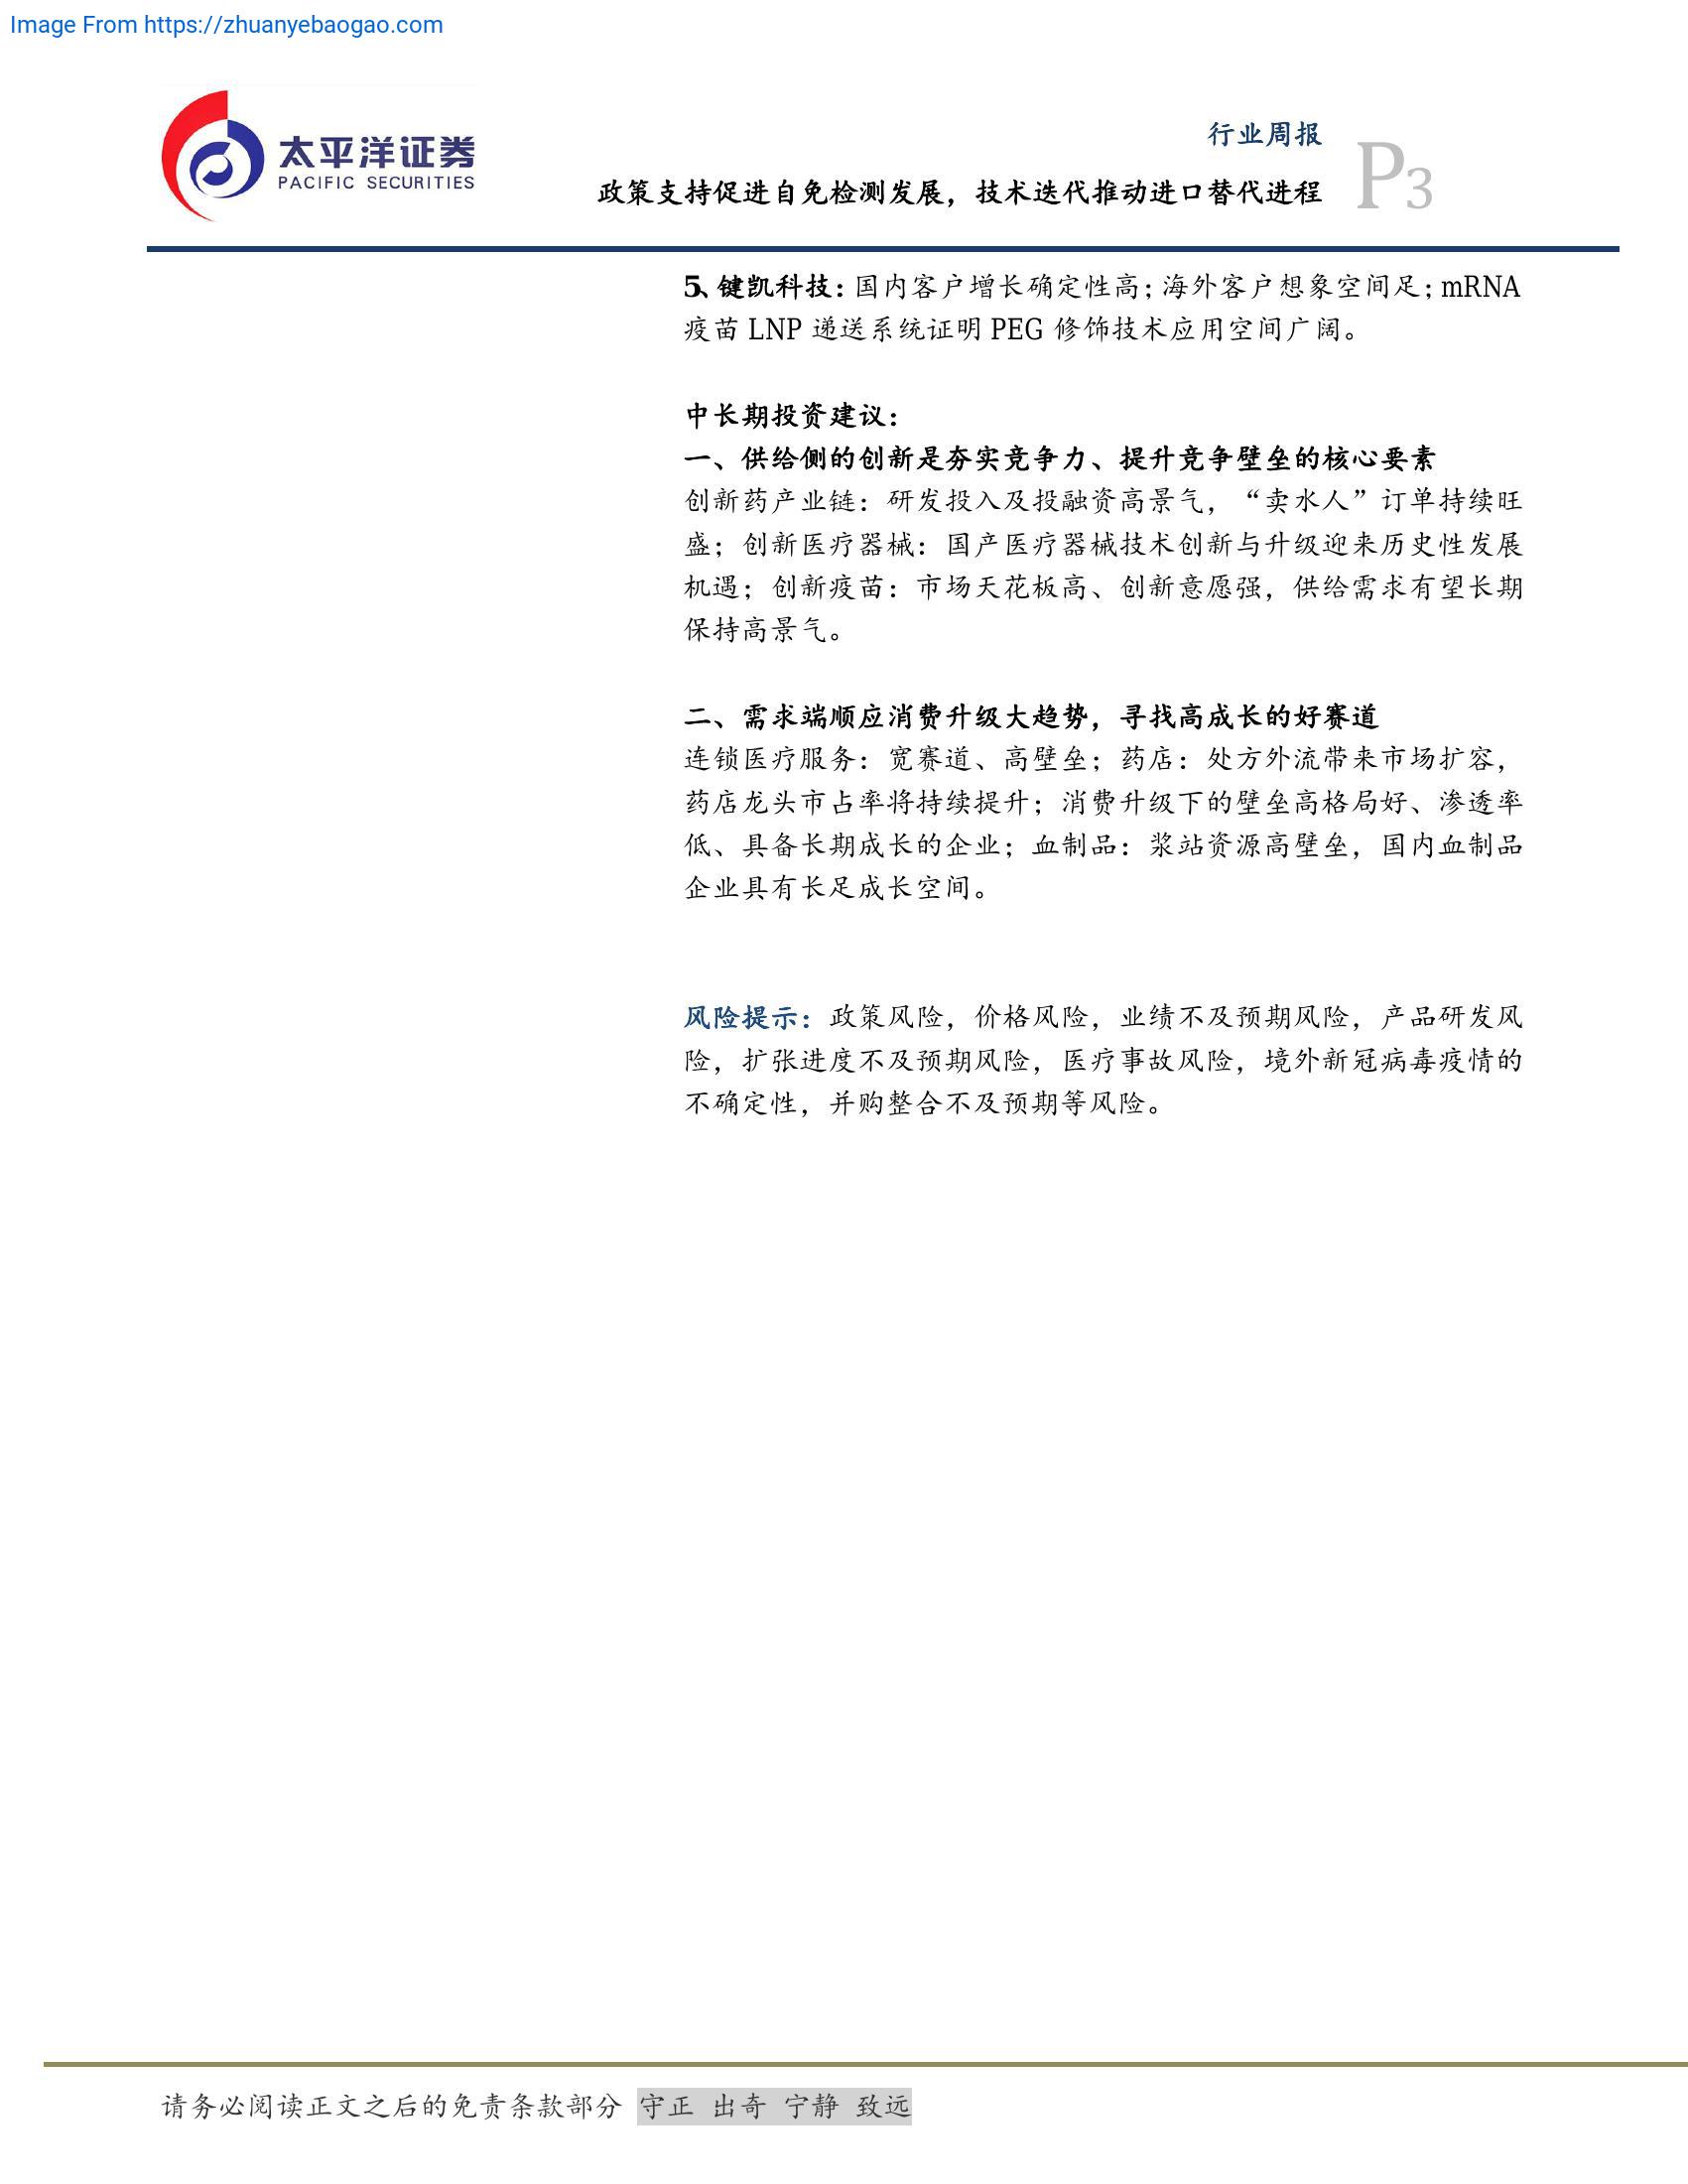 Image From https://zhuanyebaogao.com
太平洋证券
PACIFIC SECURITIES
行业周报
政策支持促进自免检测发展，技术迭代推动进口替代进程
P3
5、键凯科技：国内客户增长确定性高；海外客户想象空间足；mRNA
疫苗 LNP 递送系统证明 PEG 修饰技术应用空间广阔。
中长期投资建议：
一、供给侧的创新是夯实竞争力、提升竞争壁垒的核心要素
创新药产业链：研发投入及投融资高景气，“卖水人”订单持续旺
盛；创新医疗器械：国产医疗器械技术创新与升级迎来历史性发展
机遇；创新疫苗：市场天花板高、创新意愿强，供给需求有望长期
保持高景气。
二、需求端顺应消费升级大趋势，寻找高成长的好赛道
连锁医疗服务：宽赛道、高壁垒；药店：处方外流带来市场扩容，
药店龙头市占率将持续提升；消费升级下的壁垒高格局好、渗透率
低、具备长期成长的企业；血制品：浆站资源高壁垒，国内血制品
企业具有长足成长空间。
风险提示：政策风险，价格风险，业绩不及预期风险，产品研发风
险，扩张进度不及预期风险，医疗事故风险，境外新冠病毒疫情的
不确定性，并购整合不及预期等风险。
请务必阅读正文之后的免责条款部分 守正 出奇 宁静 致远